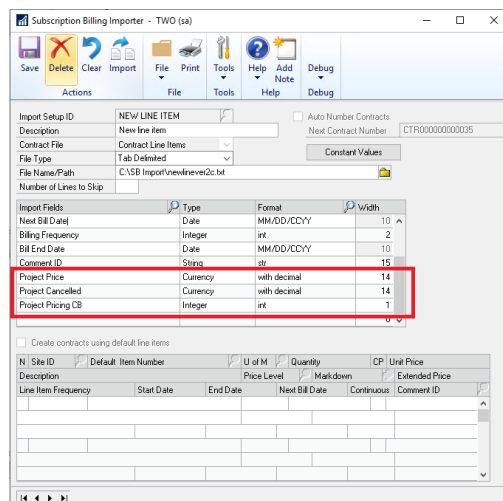 Subscription Billing Importer - TWO (sa)
Save Delete Clear Import File Print Tools Help Add Note Debug
Actions File Tools Help Debug
Import Setup ID NEW LINE ITEM Auto Number Contracts
Description New line item Next Contract Number CTR000000000035
Contract File Contract Line Items
File Type Tab Delimited Constant Values
File Name/Path C:\SB Import\newlinever2c.txt
Number of Lines to Skip
Import Fields Type Format Width
Next Bill Date Date MM/DD/CCYY 10
Billing Frequency Integer int 2
Bill End Date Date MM/DD/CCYY 10
Comment ID String str 15
Project Price Currency with decimal 14
Project Cancelled Currency with decimal 14
Project Pricing CB Integer int 1
0
Create contracts using default line items
N Site ID Default Item Number U of M Quantity CP Unit Price
Description Price Level Markdown Extended Price
Line Item Frequency Start Date End Date Next Bill Date Continuous Comment ID